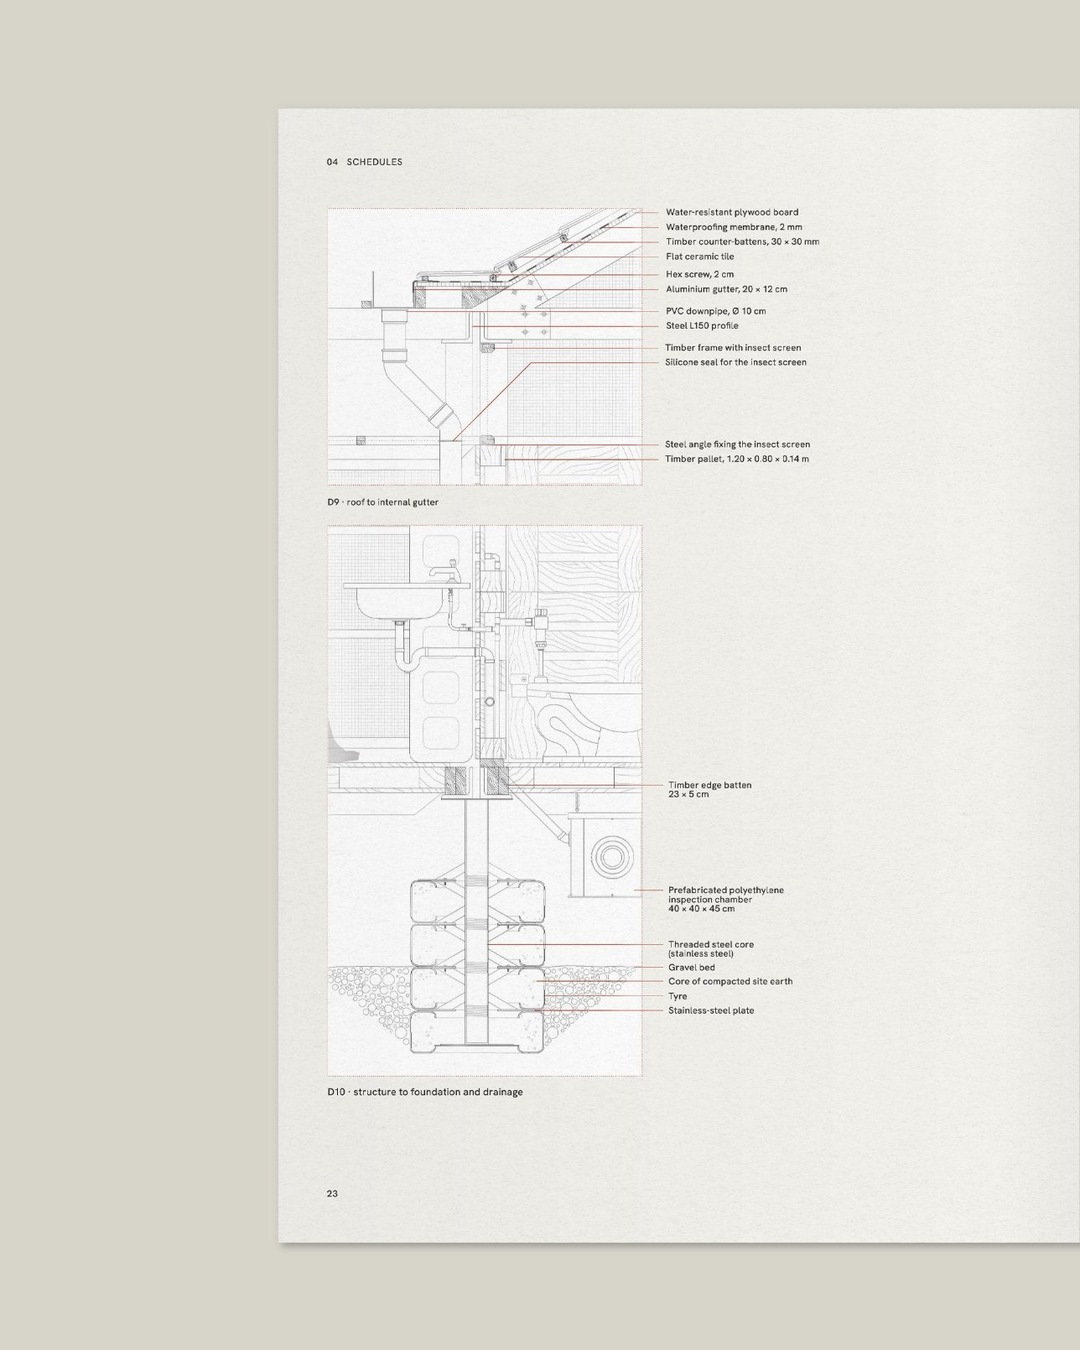 04 SCHEDULES
Water-resistant plywood board
Waterproofing membrane, 2 mm
Timber counter-battens, 30 × 30 mm
Flat ceramic tile
Hex screw, 2 cm
Aluminium gutter, 20 × 12 cm
PVC downpipe, Ø 10 cm
Steel L150 profile
Timber frame with insect screen
Silicone seal for the insect screen
Steel angle fixing the insect screen
Timber pallet, 1.20 × 0.80 × 0.14 m
D9 · roof to internal gutter
Timber edge batten
23 × 5 cm
Prefabricated polyethylene
inspection chamber
40 × 40 × 45 cm
Threaded steel core
(stainless steel)
Gravel bed
Core of compacted site earth
Tyre
Stainless-steel plate
D10 · structure to foundation and drainage
23